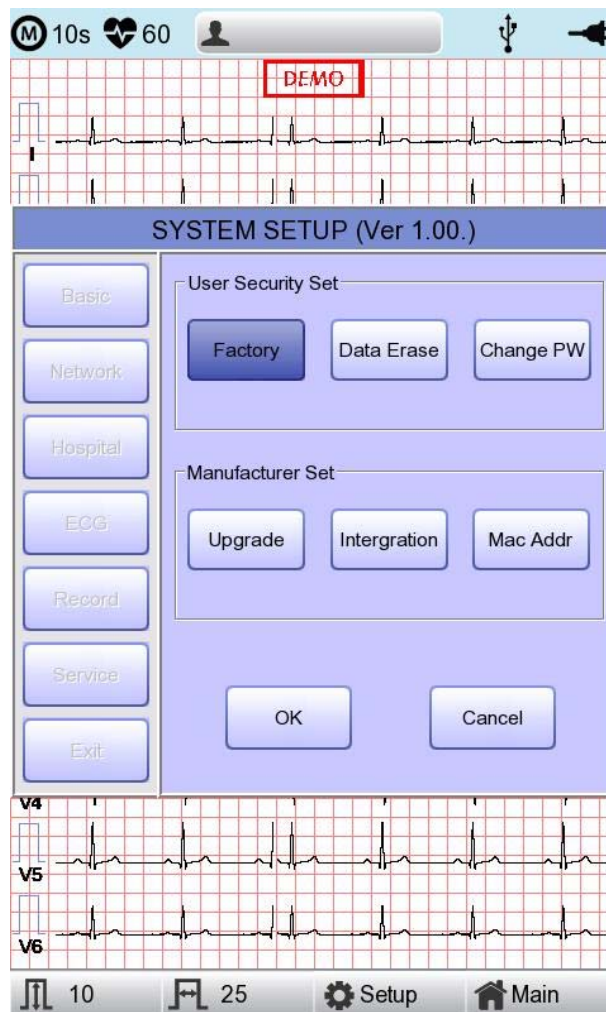 M 10s 60
DEMO
I
SYSTEM SETUP (Ver 1.00.)
Basic
Network
Hospital
ECG
Record
Service
Exit
User Security Set
Factory Data Erase Change PW
Manufacturer Set
Upgrade Intergration Mac Addr
OK Cancel
V4
V5
V6
10 25 Setup Main